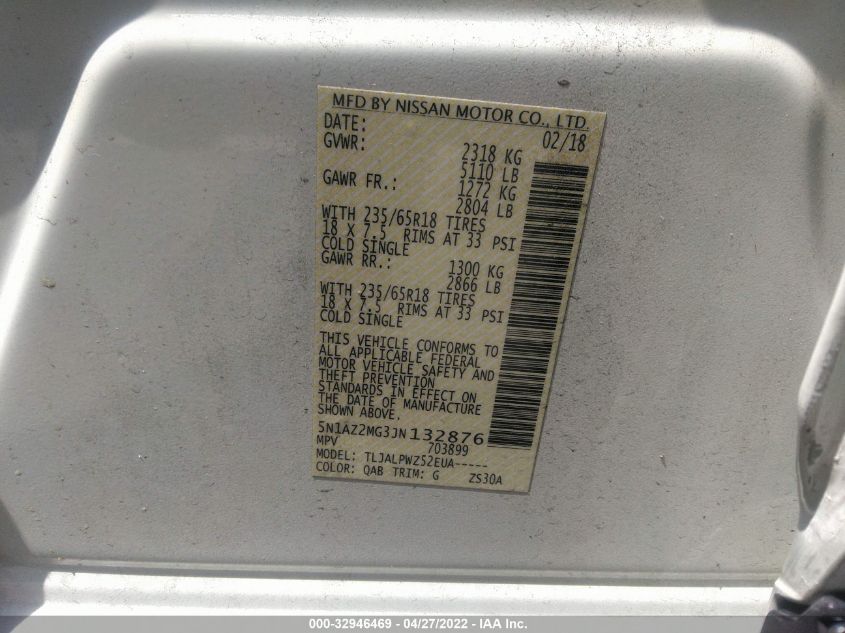 MFD BY NISSAN MOTOR CO., LTD.
DATE: 02/18
GVWR: 2318 KG
5110 LB
GAWR FR.: 1272 KG
2804 LB
WITH 235/65R18 TIRES
18 X 7.5 RIMS AT 33 PSI
COLD SINGLE
GAWR RR.: 1300 KG
2866 LB
WITH 235/65R18 TIRES
18 X 7.5 RIMS AT 33 PSI
COLD SINGLE
THIS VEHICLE CONFORMS TO
ALL APPLICABLE FEDERAL
MOTOR VEHICLE SAFETY AND
THEFT PREVENTION
STANDARDS IN EFFECT ON
THE DATE OF MANUFACTURE
SHOWN ABOVE.
5N1AZ2MG3JN132876
MPV 703899
MODEL: TLJALPWZ52EUA-----
COLOR: QAB TRIM: G ZS30A
000-32946469 - 04/27/2022 - IAA Inc.